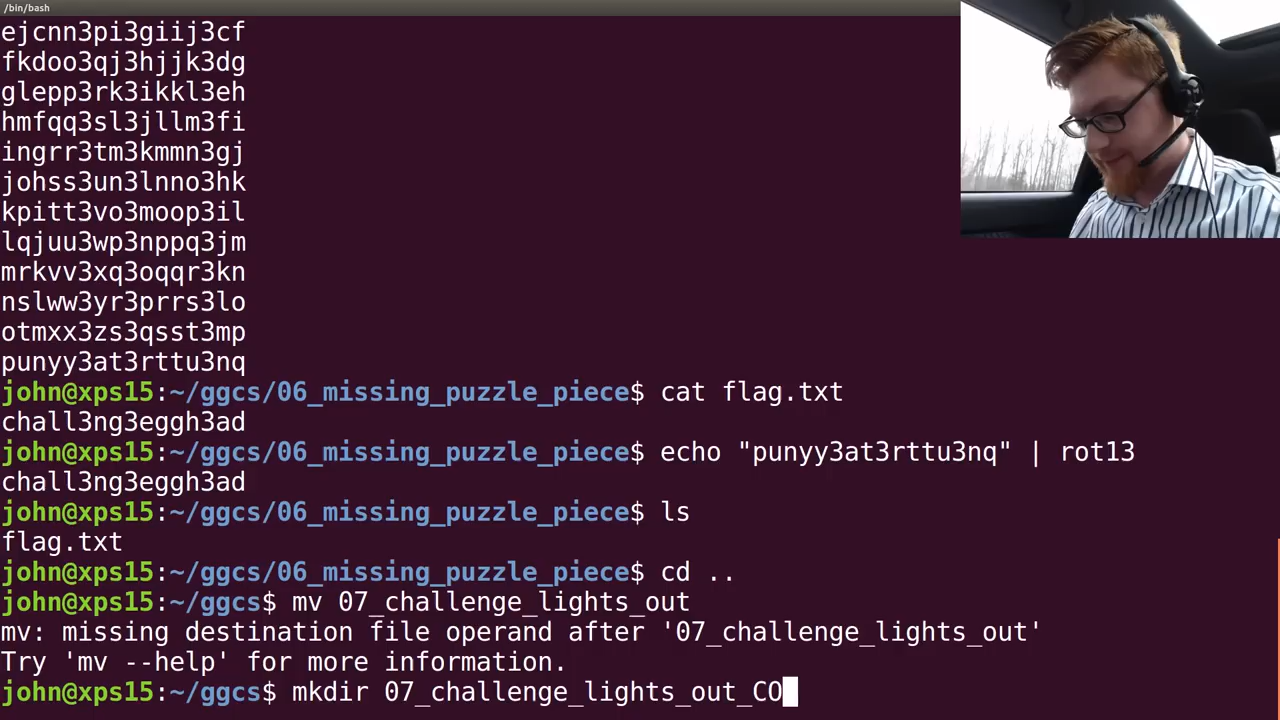 /bin/bash
ejcnn3pi3giij3cf
fkdoo3qj3hjjk3dg
glepp3rk3ikkl3eh
hmfqq3sl3jllm3fi
ingrr3tm3kmmn3gj
johss3un3lnno3hk
kpitt3vo3moop3il
lqjuu3wp3nppq3jm
mrkvv3xq3oqqr3kn
nslww3yr3prrs3lo
otmxx3zs3qsst3mp
punyy3at3rttu3nq
john@xps15:~/ggcs/06_missing_puzzle_piece$ cat flag.txt
chall3ng3eggh3ad
john@xps15:~/ggcs/06_missing_puzzle_piece$ echo "punyy3at3rttu3nq" | rot13
chall3ng3eggh3ad
john@xps15:~/ggcs/06_missing_puzzle_piece$ ls
flag.txt
john@xps15:~/ggcs/06_missing_puzzle_piece$ cd ..
john@xps15:~/ggcs$ mv 07_challenge_lights_out
mv: missing destination file operand after '07_challenge_lights_out'
Try 'mv --help' for more information.
john@xps15:~/ggcs$ mkdir 07_challenge_lights_out_CO